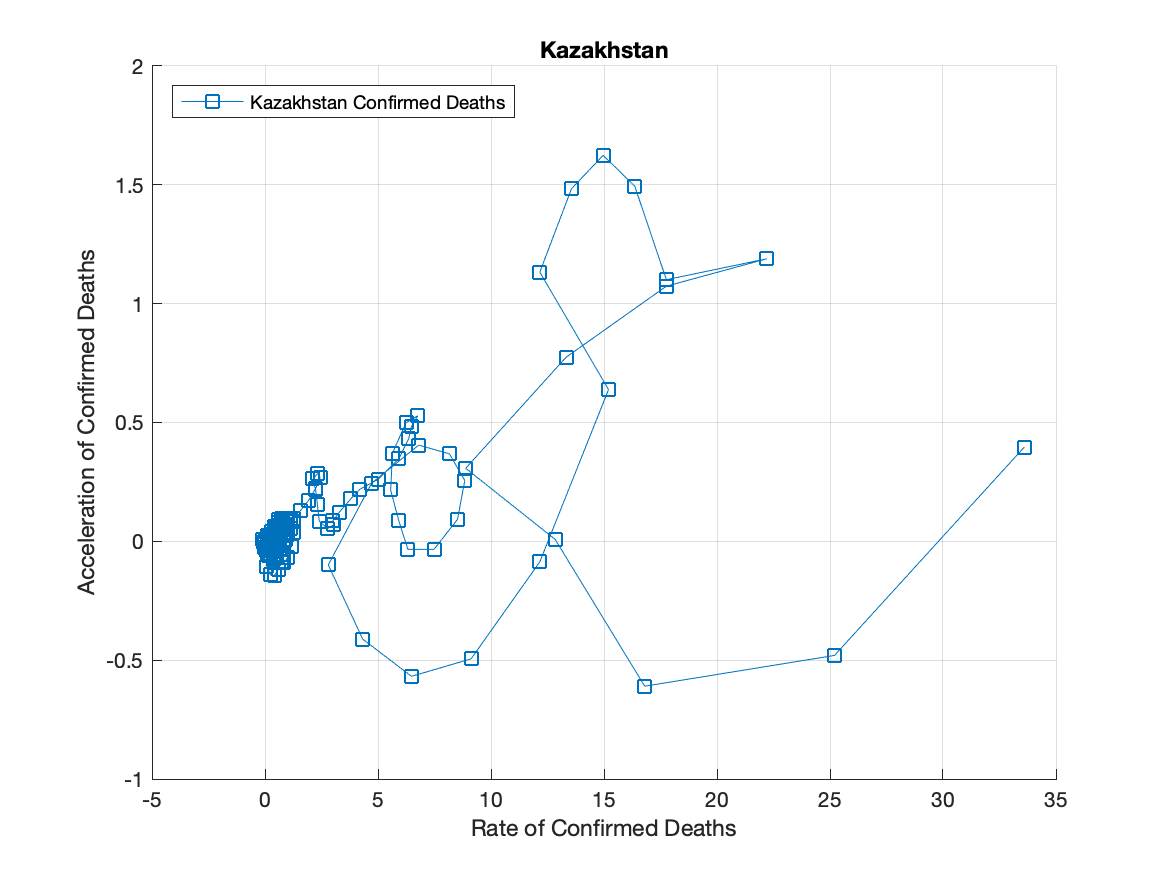 Kazakhstan
2
Kazakhstan Confirmed Deaths
1.5
1
0.5
0
-0.5
-1
Acceleration of Confirmed Deaths
-5 0 5 10 15 20 25 30 35
Rate of Confirmed Deaths